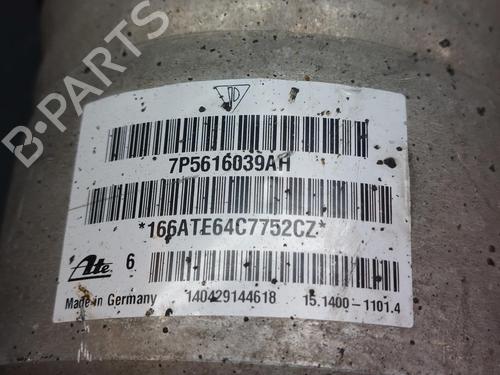 B-PARTS
7P5616039AH
*166ATE64C7752CZ*
Ate 6
Made in Germany 140429144618 15.1400-1101.4